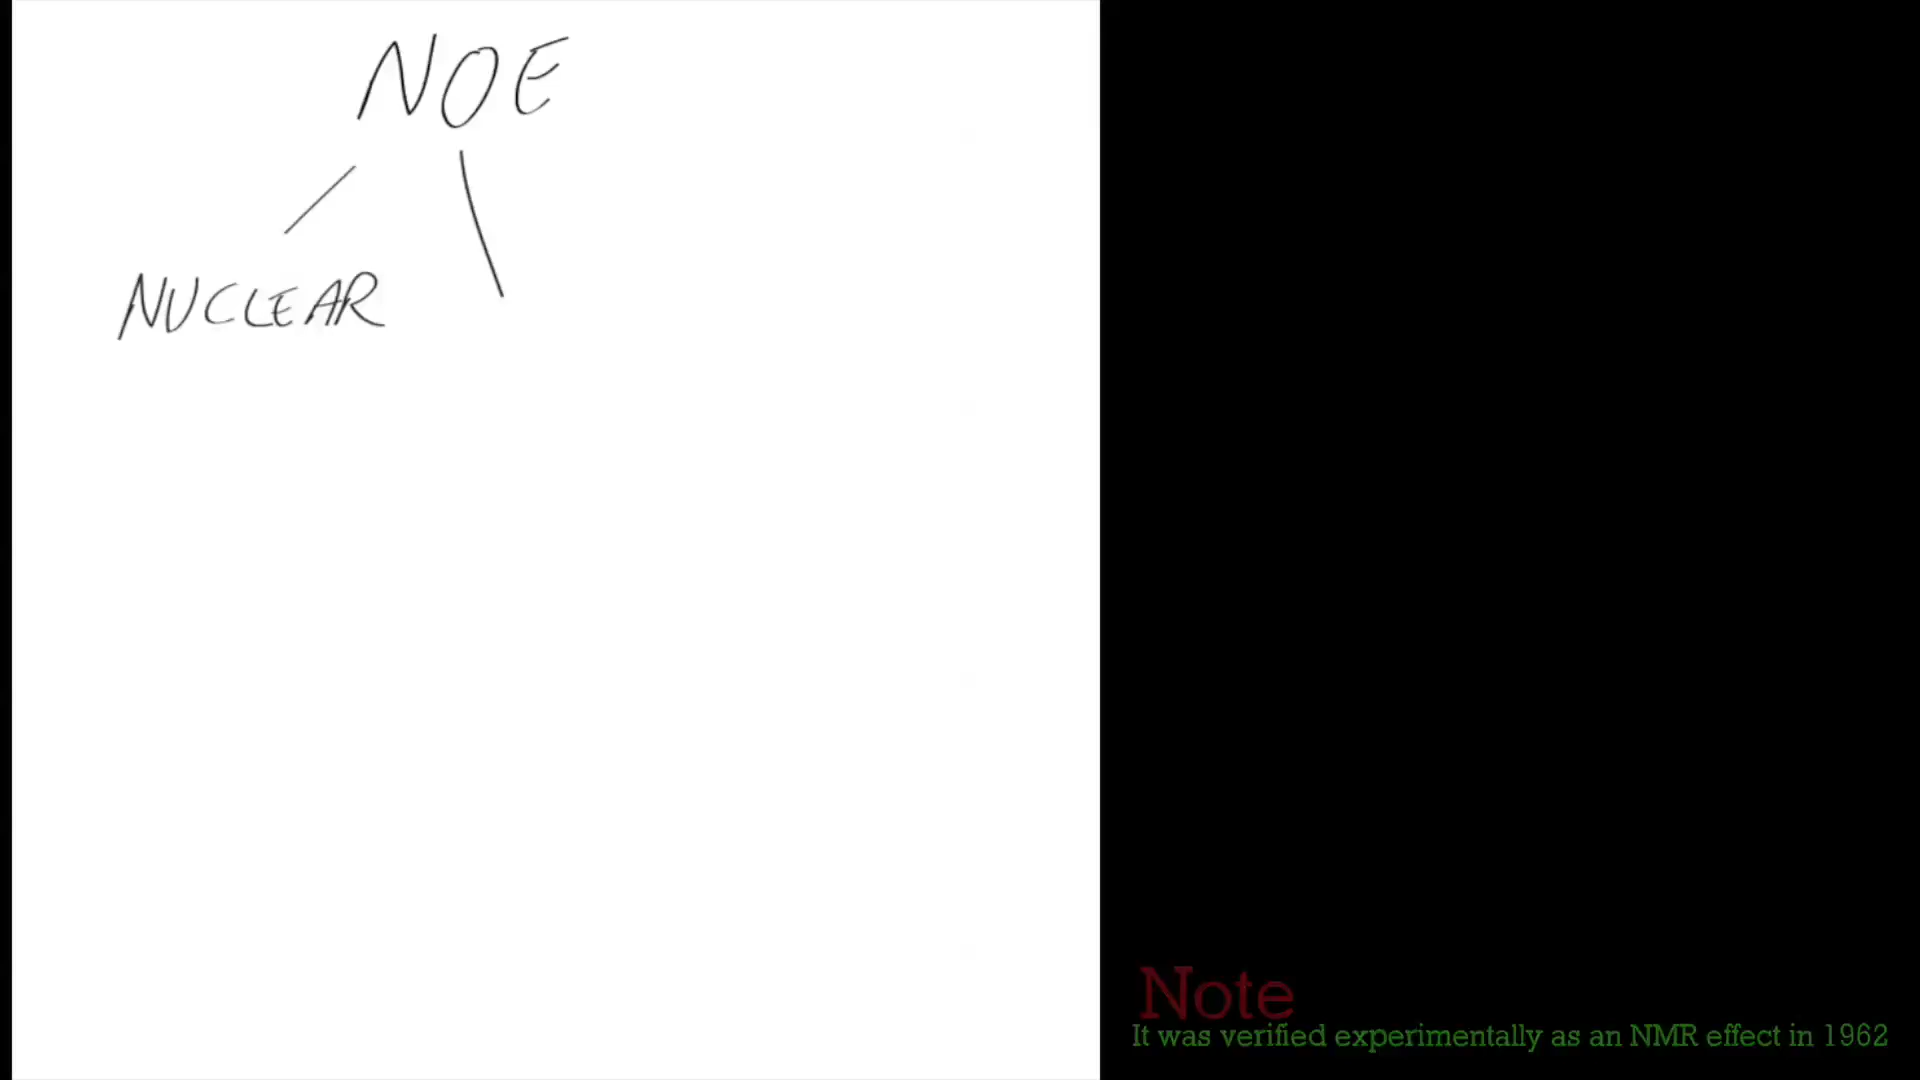 NOE
NUCLEAR
Note
It was verified experimentally as an NMR effect in 1962